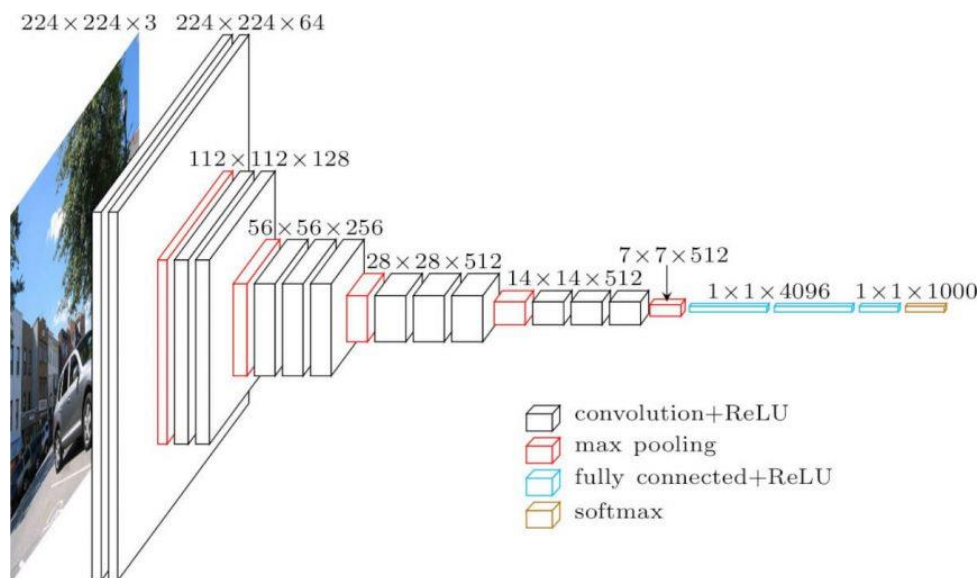 224×224×3
224×224×64
112×112×128
56×56×256
28×28×512
14×14×512
7×7×512
1×1×4096
1×1×1000
convolution+ReLU
max pooling
fully connected+ReLU
softmax